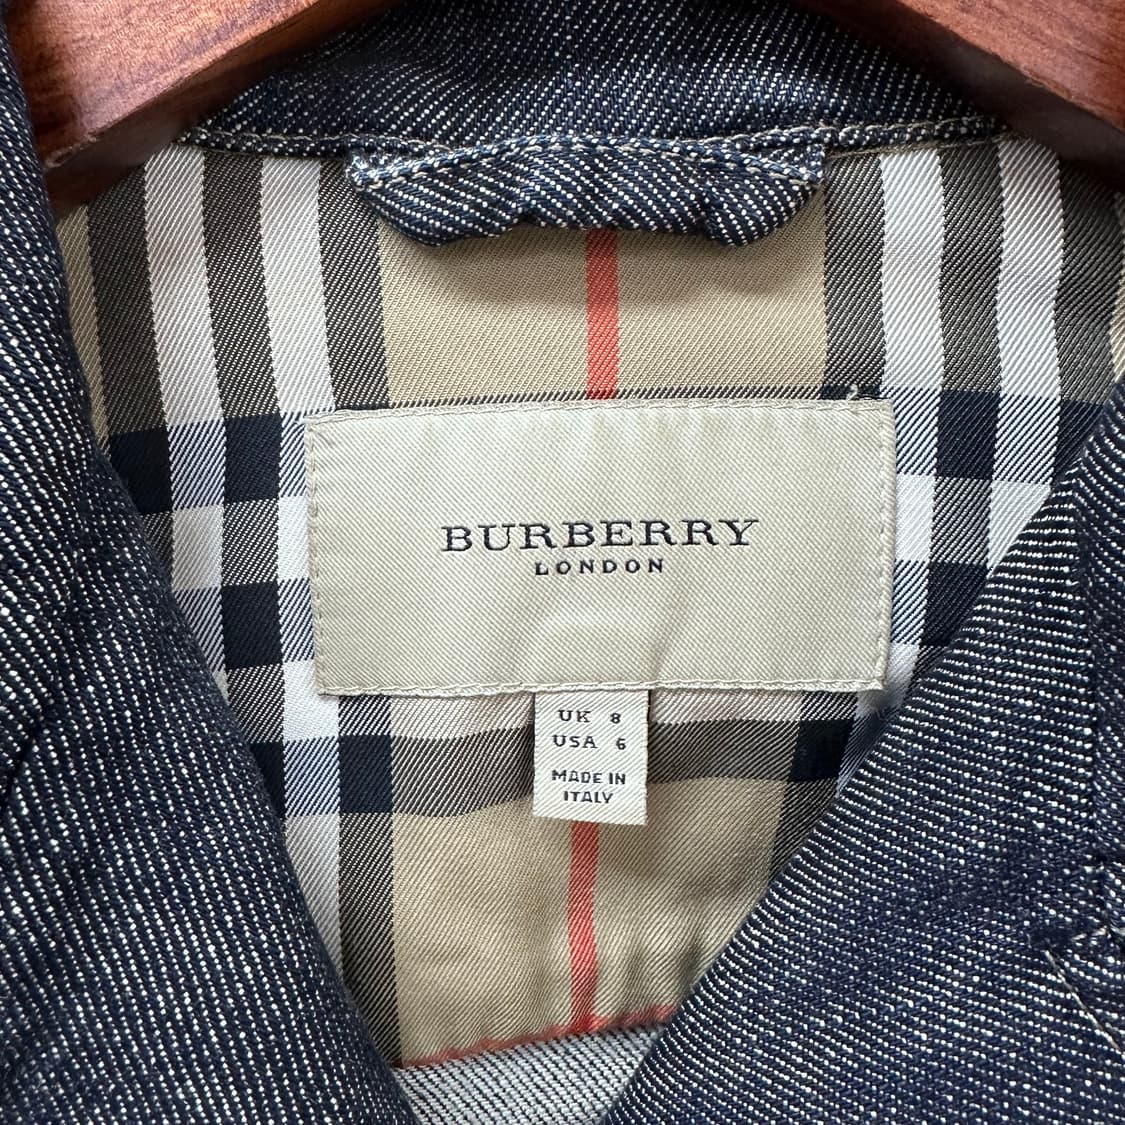 BURBERRY
LONDON
UK 8
USA 6
MADE IN
ITALY